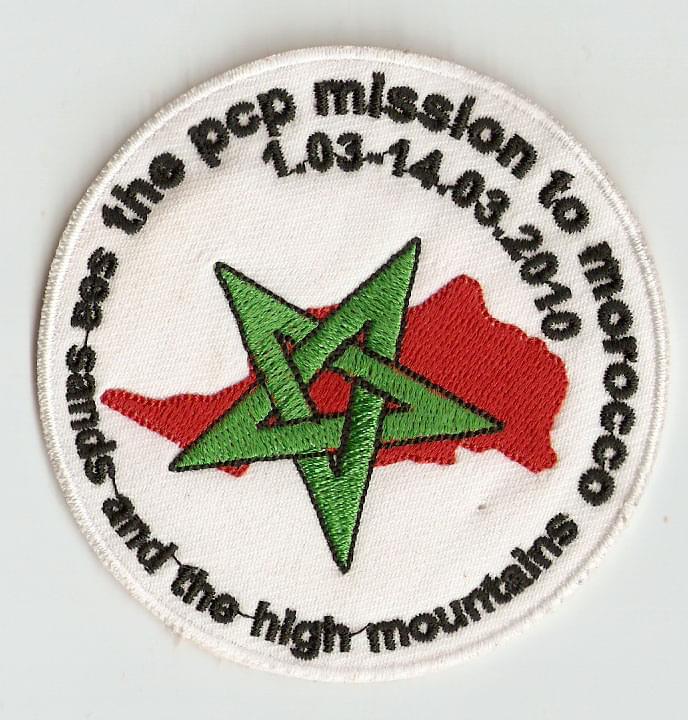 the pcp mission to morocco
1.03-14.03.2010
sea sands and the high mountains